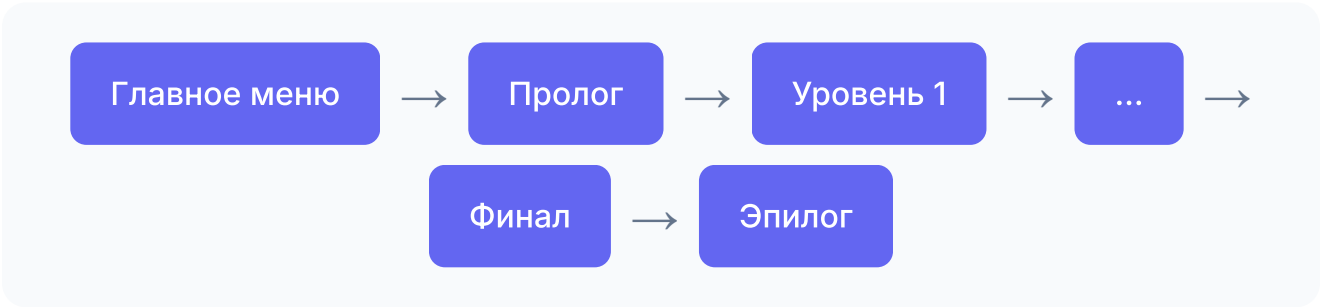 Главное меню → Пролог → Уровень 1 → ... →
Финал → Эпилог